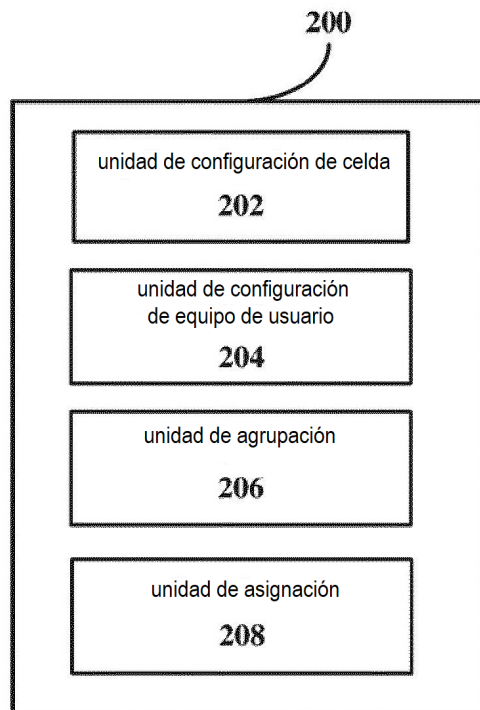 200
unidad de configuración de celda
202
unidad de configuración
de equipo de usuario
204
unidad de agrupación
206
unidad de asignación
208